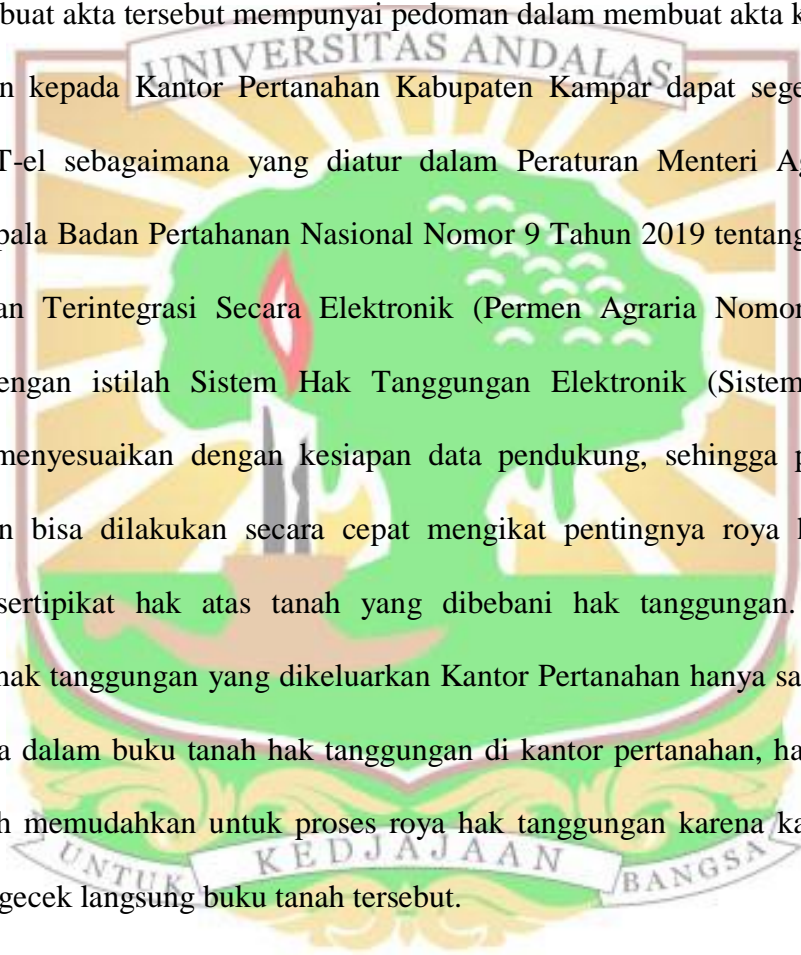 buat akta tersebut mempunyai pedoman dalam membuat akta k
UNIVERSITAS ANDALAS
n kepada Kantor Pertanahan Kabupaten Kampar dapat sege
T-el sebagaimana yang diatur dalam Peraturan Menteri Ag
pala Badan Pertahanan Nasional Nomor 9 Tahun 2019 tentang
an Terintegrasi Secara Elektronik (Permen Agraria Nomor
engan istilah Sistem Hak Tanggungan Elektronik (Sistem
menyesuaikan dengan kesiapan data pendukung, sehingga p
n bisa dilakukan secara cepat mengikat pentingnya roya h
sertipikat hak atas tanah yang dibebani hak tanggungan.
hak tanggungan yang dikeluarkan Kantor Pertanahan hanya sa
a dalam buku tanah hak tanggungan di kantor pertanahan, ha
h memudahkan untuk proses roya hak tanggungan karena ka
UNTUK KEDJAJAAN BANGSA
gecek langsung buku tanah tersebut.